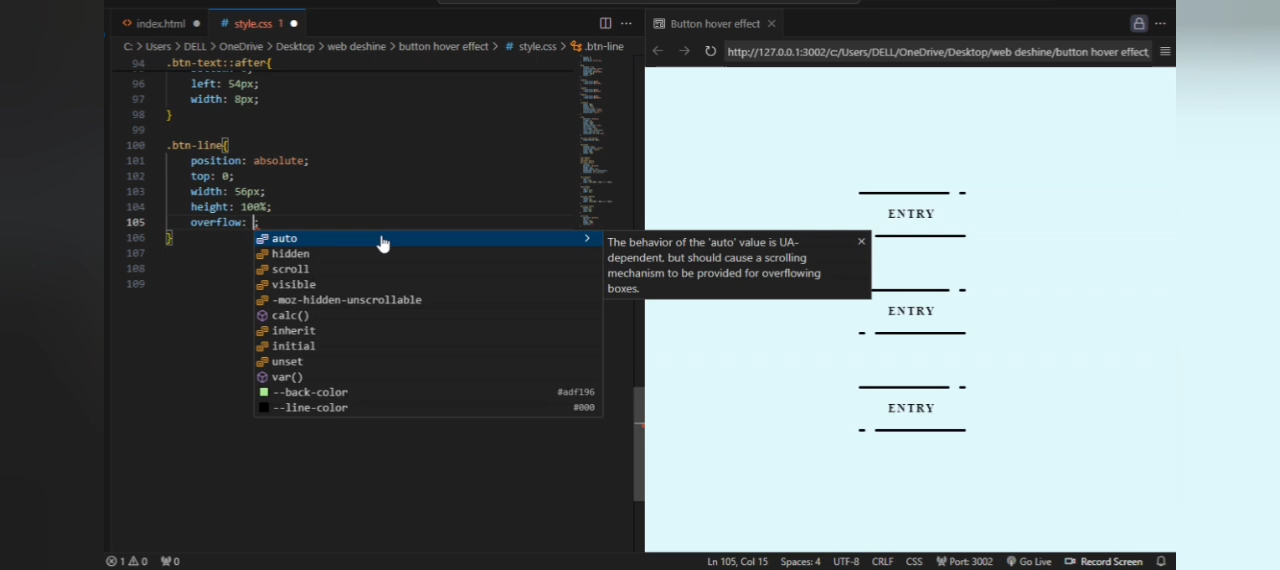 index.html
# style.css 1
Button hover effect
C: > Users > DELL > OneDrive > Desktop > web deshine > button hover effect > # style.css > .btn-line
http://127.0.0.1:3002/c:/Users/DELL/OneDrive/Desktop/web deshine/button hover effect,
94 .btn-text::after{
96 left: 54px;
97 width: 8px;
98 }
99
100 .btn-line{
101 position: absolute;
102 top: 0;
103 width: 56px;
104 height: 100%;
105 overflow: ;
106 }
107
108
109
auto
hidden
scroll
visible
-moz-hidden-unscrollable
calc()
inherit
initial
unset
var()
--back-color #adf196
--line-color #000
The behavior of the 'auto' value is UA-
dependent, but should cause a scrolling
mechanism to be provided for overflowing
boxes.
ENTRY
ENTRY
ENTRY
1 0 0
Ln 105, Col 15 Spaces: 4 UTF-8 CRLF CSS Port: 3002 Go Live Record Screen